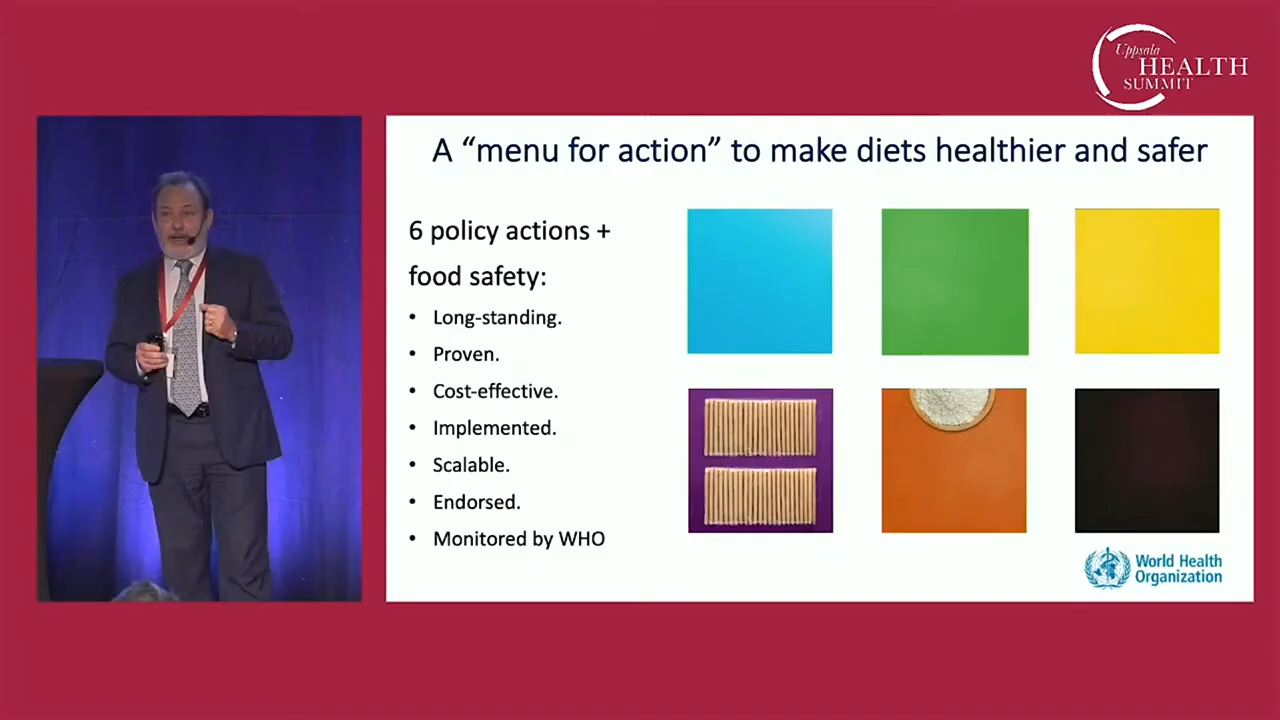 Uppsala
HEALTH
SUMMIT
A “menu for action” to make diets healthier and safer
6 policy actions +
food safety:
• Long-standing.
• Proven.
• Cost-effective.
• Implemented.
• Scalable.
• Endorsed.
• Monitored by WHO
World Health
Organization